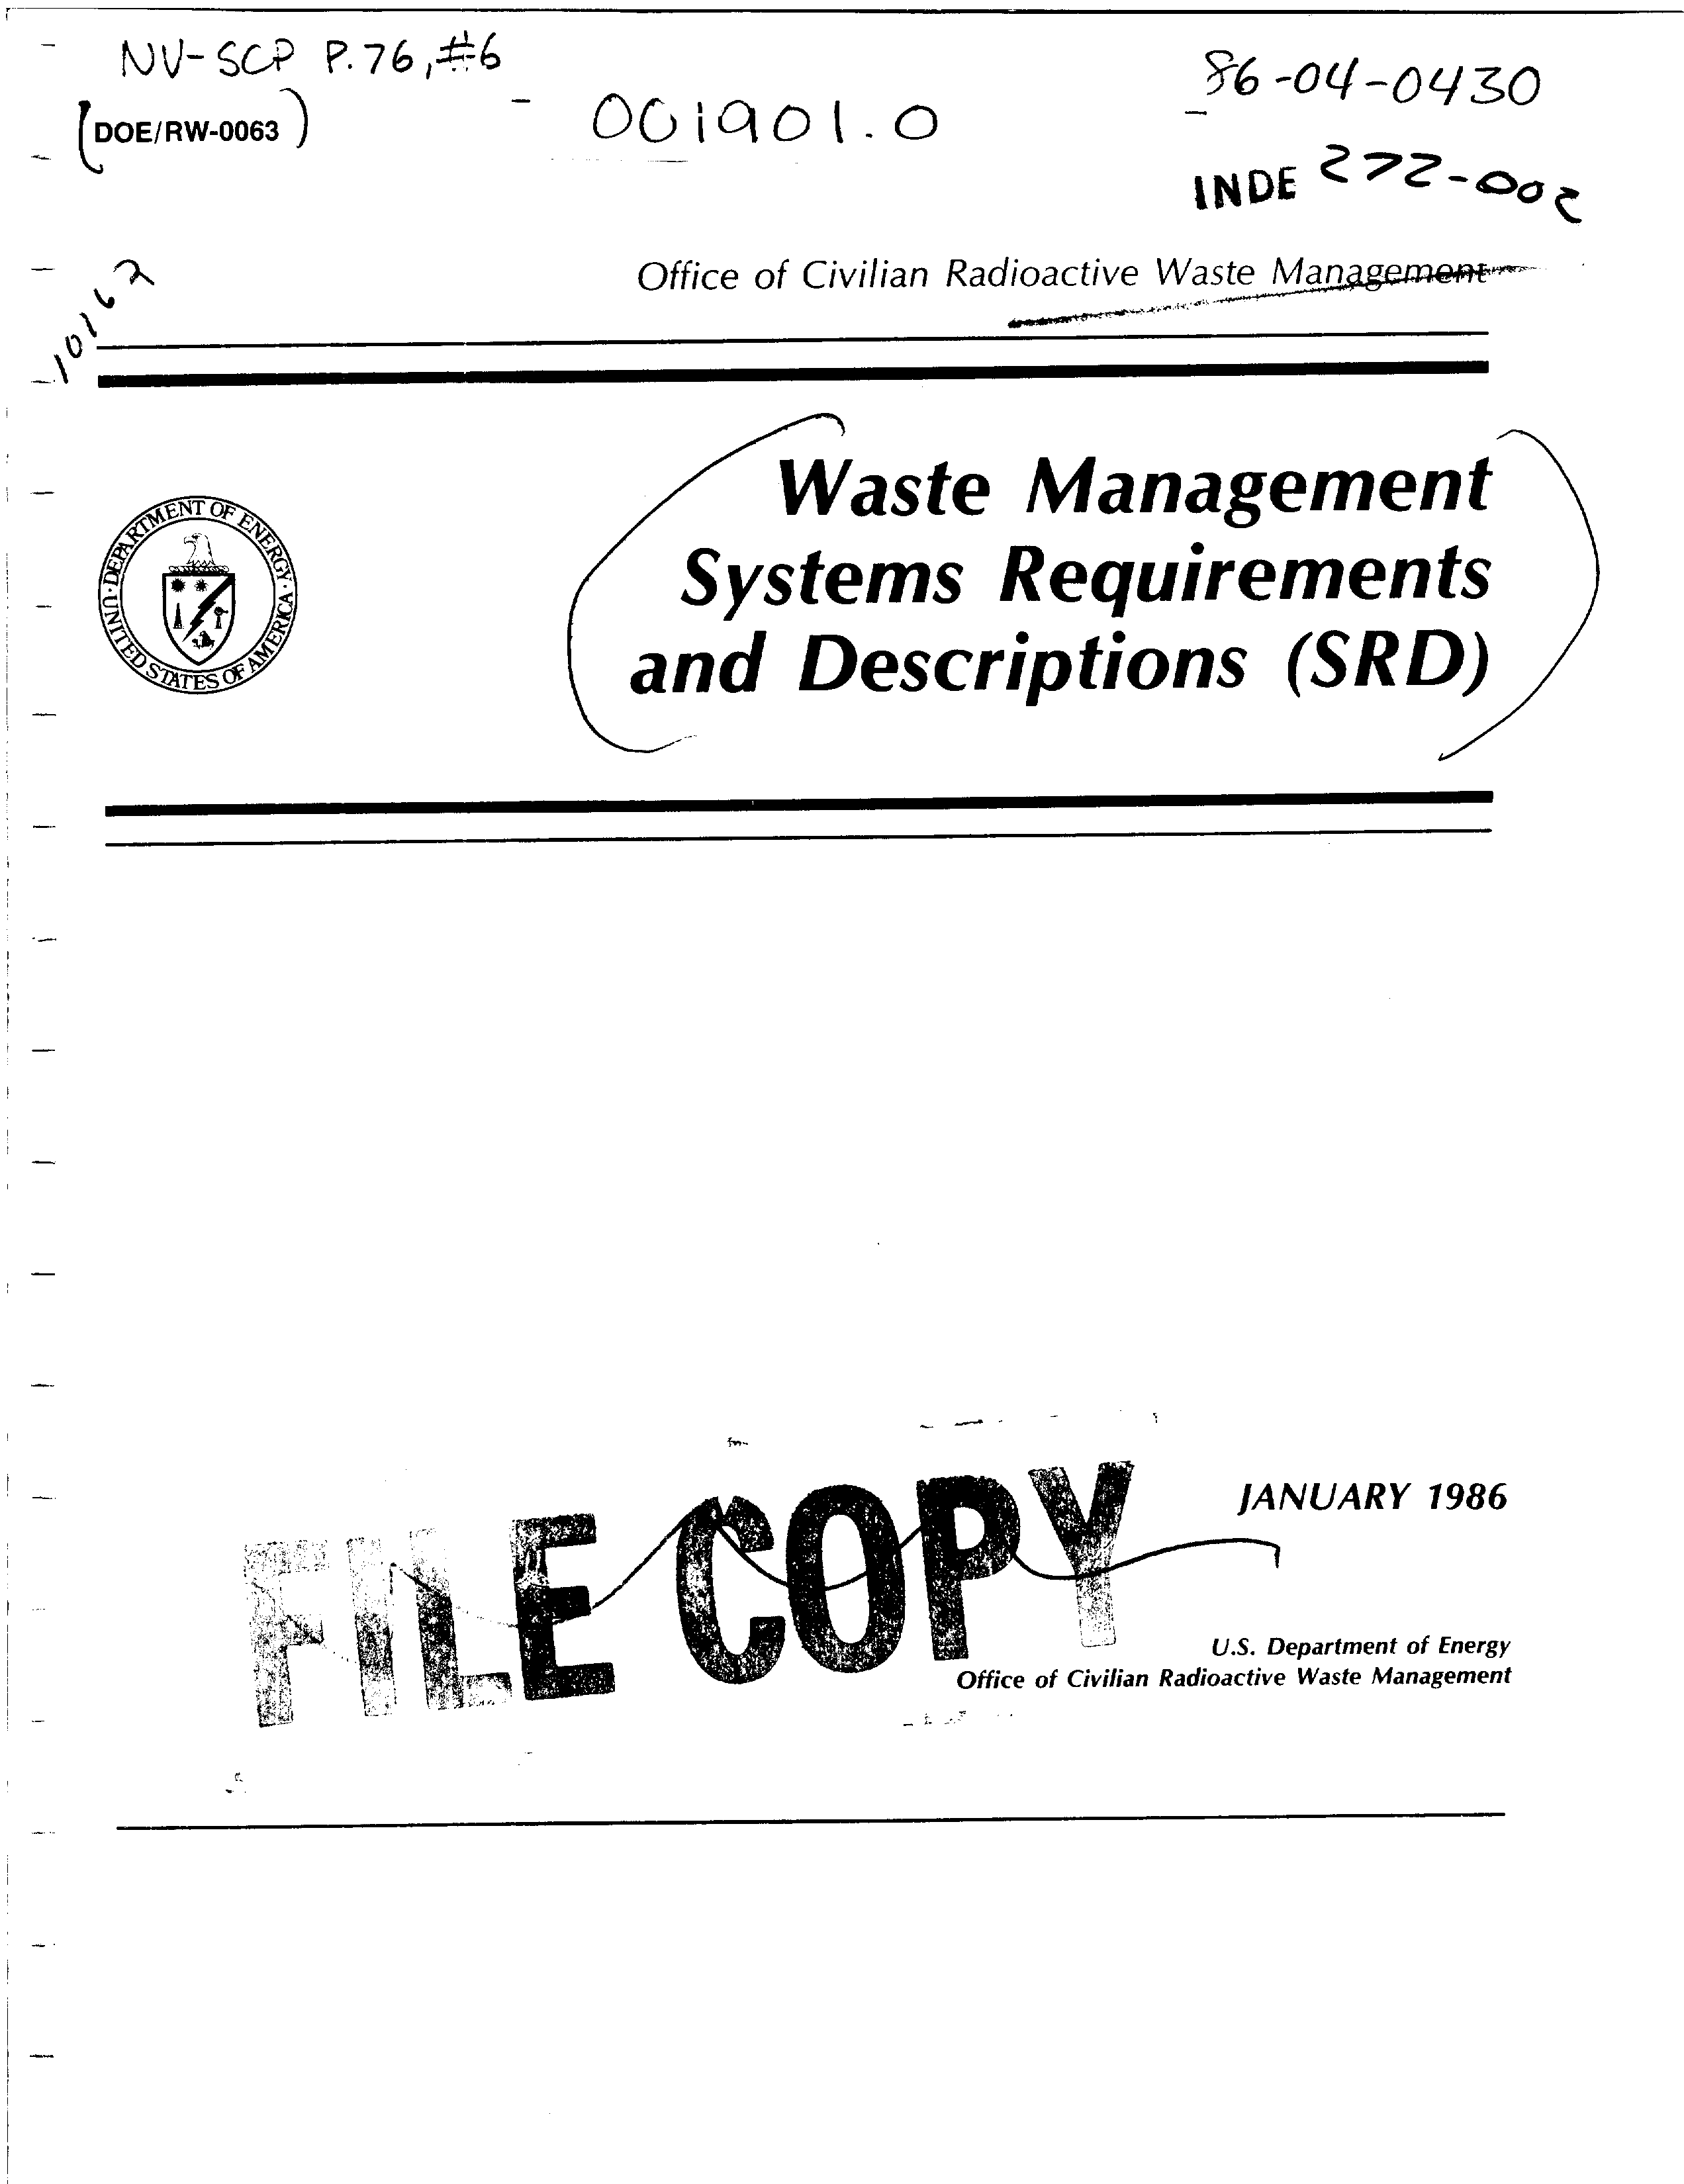 NV-SCP P.76, #6
86-04-0430
(DOE/RW-0063)
001901.0
INDE 272-002
Office of Civilian Radioactive Waste Management
Waste Management
Systems Requirements
and Descriptions (SRD)
UNITED STATES OF AMERICA · DEPARTMENT OF ENERGY ·
JANUARY 1986
FILE COPY
U.S. Department of Energy
Office of Civilian Radioactive Waste Management